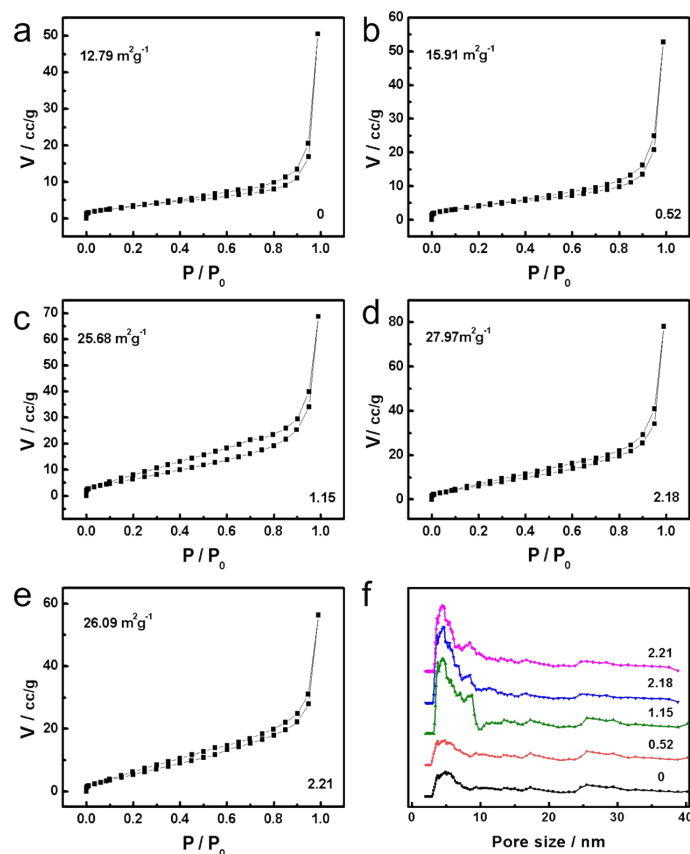 a
12.79 m²g⁻¹
V / cc/g
50
40
30
20
10
0
0
0.0 0.2 0.4 0.6 0.8 1.0
P / P₀
b
15.91 m²g⁻¹
V/ cc/g
60
50
40
30
20
10
0
0.52
0.0 0.2 0.4 0.6 0.8 1.0
P / P₀
c
25.68 m²g⁻¹
V / cc/g
70
60
50
40
30
20
10
0
1.15
0.0 0.2 0.4 0.6 0.8 1.0
P / P₀
d
27.97m²g⁻¹
V/ cc/g
80
60
40
20
0
2.18
0.0 0.2 0.4 0.6 0.8 1.0
P / P₀
e
26.09 m²g⁻¹
V / cc/g
60
40
20
0
2.21
0.0 0.2 0.4 0.6 0.8 1.0
P / P₀
f
2.21
2.18
1.15
0.52
0
0 10 20 30 40
Pore size / nm